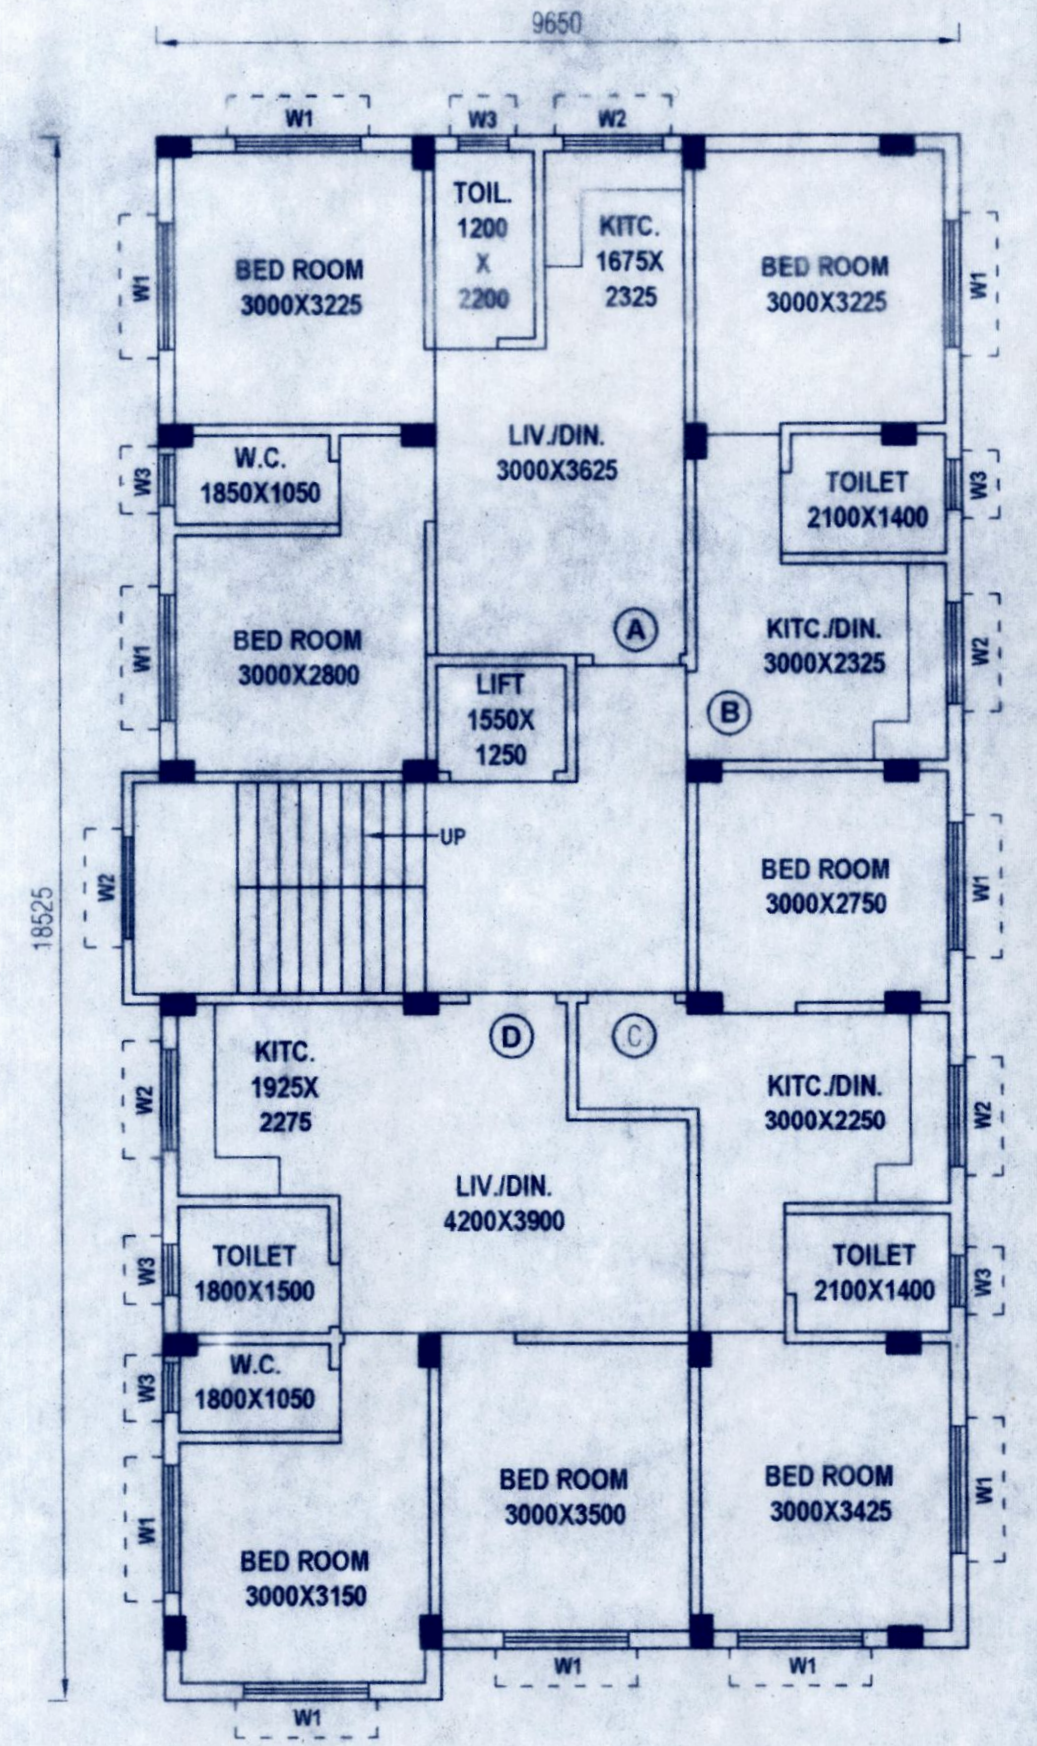 9650
W1
W3
W2
TOIL.
1200
X
2200
KITC.
1675X
2325
BED ROOM
3000X3225
BED ROOM
3000X3225
W1
W1
LIV./DIN.
3000X3625
W.C.
1850X1050
W3
TOILET
2100X1400
W3
BED ROOM
3000X2800
W1
A
KITC./DIN.
3000X2325
W2
LIFT
1550X
1250
B
UP
BED ROOM
3000X2750
W1
W2
18525
D
C
KITC.
1925X
2275
W2
KITC./DIN.
3000X2250
W2
LIV./DIN.
4200X3900
TOILET
1800X1500
W3
TOILET
2100X1400
W3
W.C.
1800X1050
W3
BED ROOM
3000X3500
BED ROOM
3000X3425
W1
W1
BED ROOM
3000X3150
W1
W1
W1